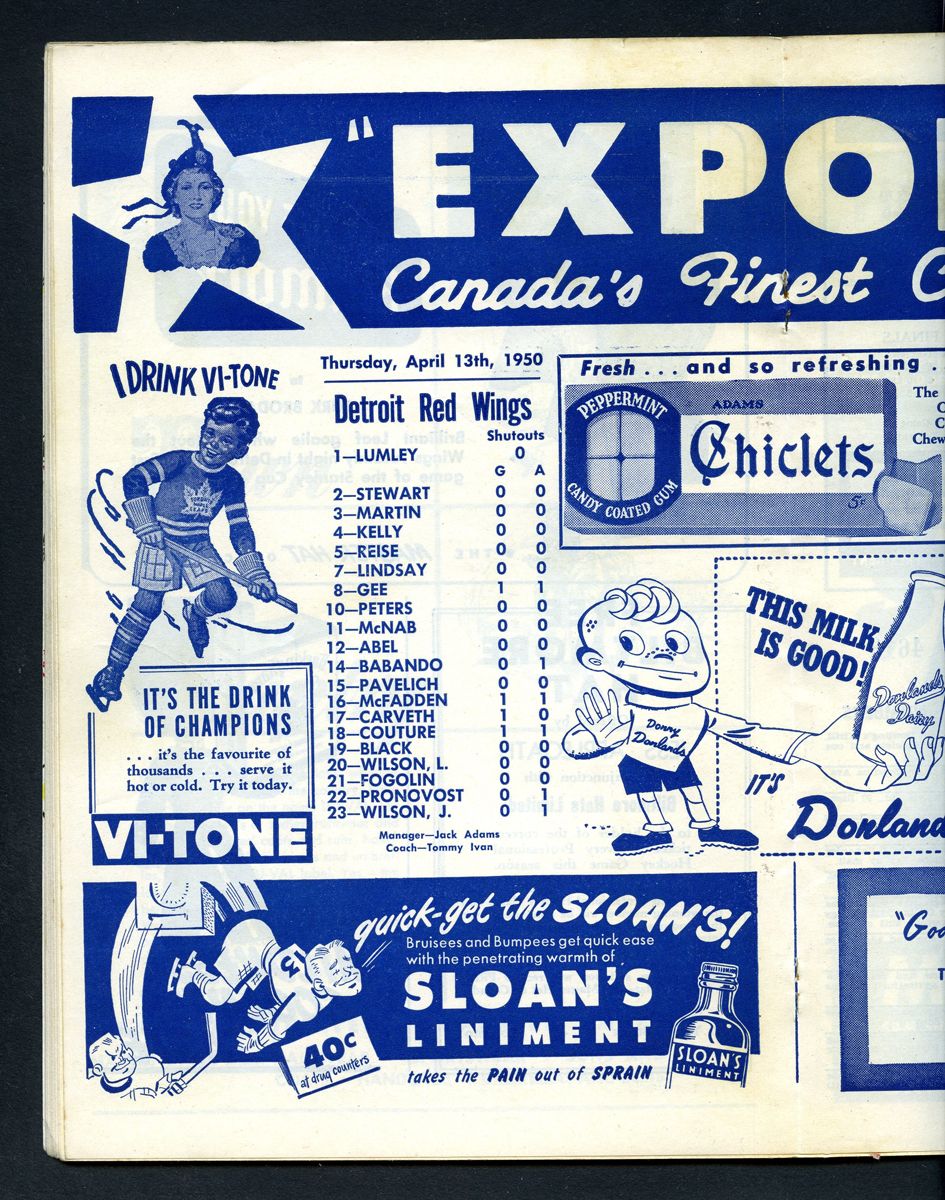 "EXPO
Canada's Finest C
I DRINK VI-TONE
IT'S THE DRINK
OF CHAMPIONS
. . . it's the favourite of
thousands . . . serve it
hot or cold. Try it today.
VI-TONE
Thursday, April 13th, 1950
Detroit Red Wings
Shutouts
1—LUMLEY 0
G A
2—STEWART 0 0
3—MARTIN 0 0
4—KELLY 0 0
5—REISE 0 0
7—LINDSAY 0 0
8—GEE 1 1
10—PETERS 0 0
11—McNAB 0 0
12—ABEL 0 0
14—BABANDO 0 1
15—PAVELICH 0 0
16—McFADDEN 1 1
17—CARVETH 1 0
18—COUTURE 1 1
19—BLACK 0 1
20—WILSON, L. 0 0
21—FOGOLIN 0 0
22—PRONOVOST 0 1
23—WILSON, J. 0 1
Manager—Jack Adams
Coach—Tommy Ivan
Fresh . . . and so refreshing .
PEPPERMINT
CANDY COATED GUM
ADAMS
Chiclets
5¢
The
C
Chew
THIS MILK
IS GOOD!
Donlands
Dairy
Donny
Donlands
IT'S
Donland
quick-get the SLOAN'S!
Bruisees and Bumpees get quick ease
with the penetrating warmth of
SLOAN'S
LINIMENT
takes the PAIN out of SPRAIN
13
40c
at drug counters
SLOAN'S
LINIMENT
"Goo
T